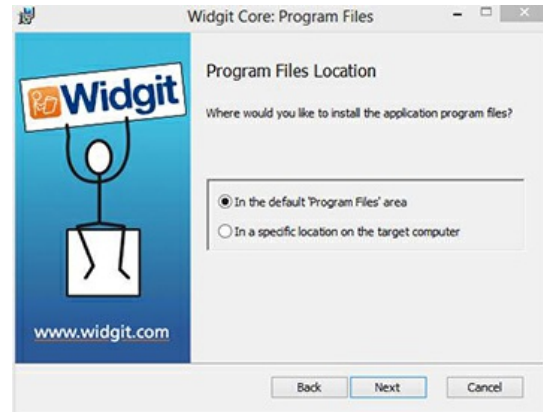 Widgit Core: Program Files
Widgit
Program Files Location
Where would you like to install the application program files?
In the default 'Program Files' area
In a specific location on the target computer
www.widgit.com
Back
Next
Cancel